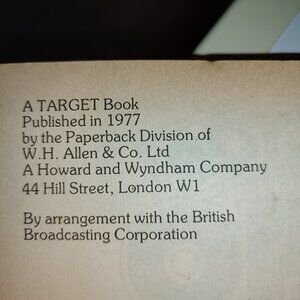 A TARGET Book
Published in 1977
by the Paperback Division of
W.H. Allen & Co. Ltd
A Howard and Wyndham Company
44 Hill Street, London W1
By arrangement with the British
Broadcasting Corporation